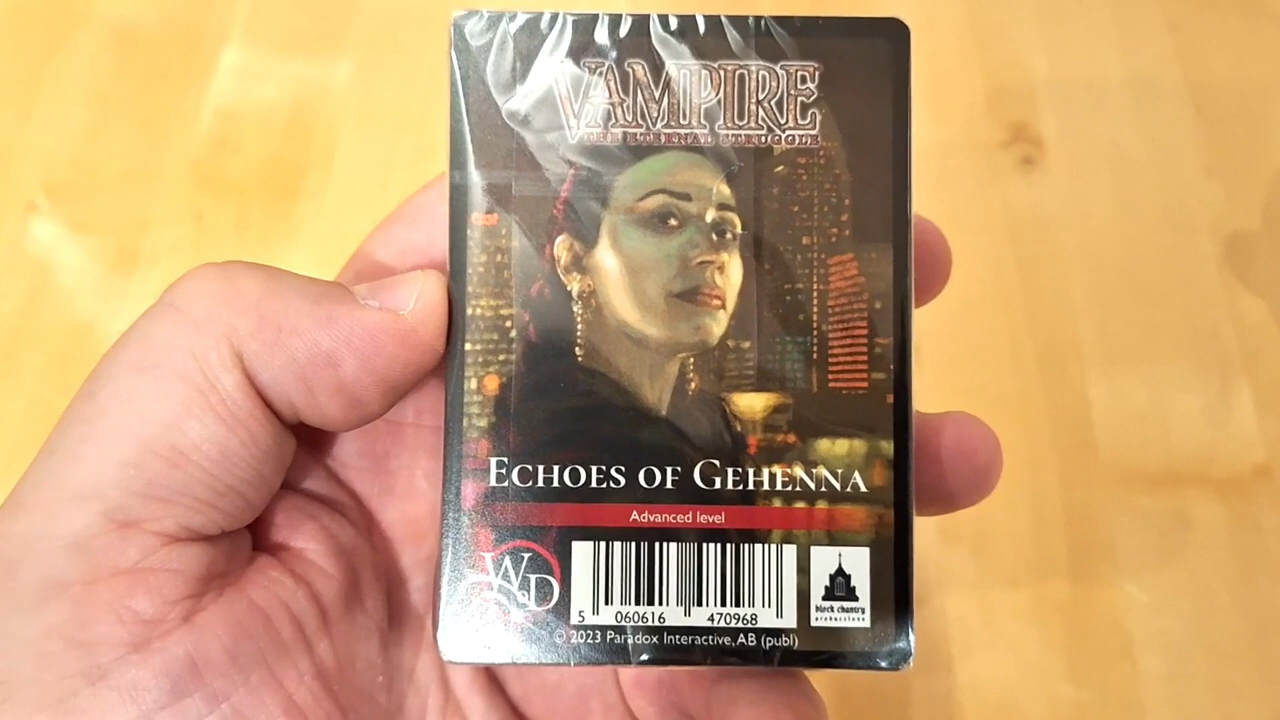 VAMPIRE
THE ETERNAL STRUGGLE
ECHOES OF GEHENNA
Advanced level
WoD
5 060616 470968
black chantry
productions
© 2023 Paradox Interactive, AB (publ)